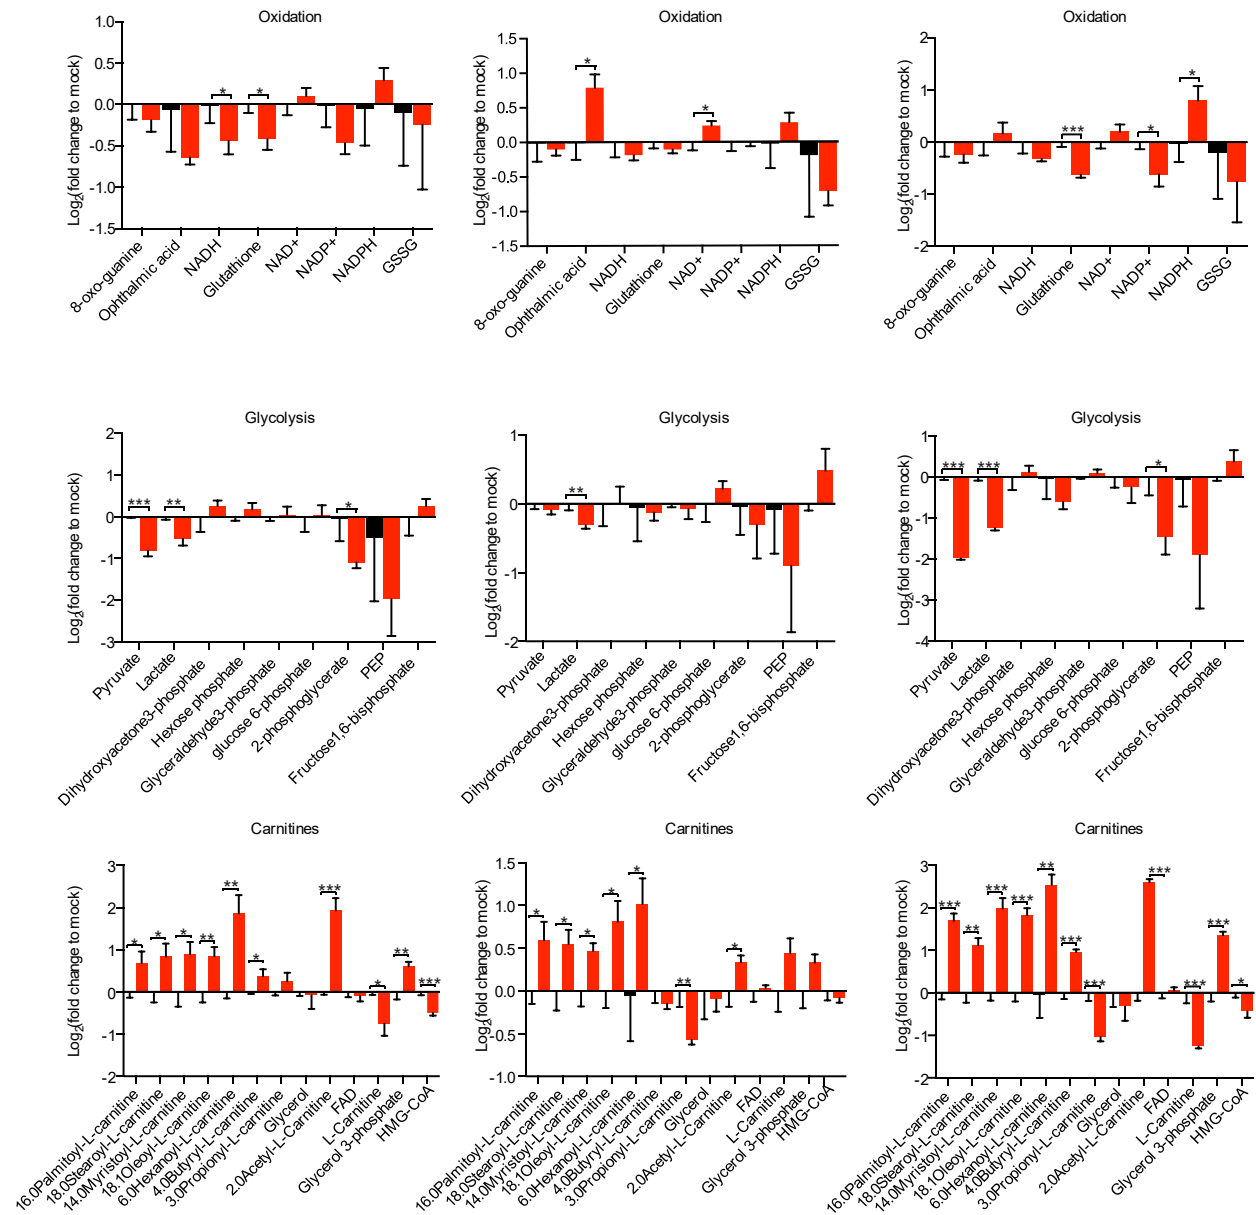 Oxidation
Log2(fold change to mock)
1.0
0.5
0.0
-0.5
-1.0
-1.5
*
*
8-oxo-guanine
Ophthalmic acid
NADH
Glutathione
NAD+
NADP+
NADPH
GSSG
Oxidation
Log2(fold change to mock)
1.5
1.0
0.5
0.0
-0.5
-1.0
-1.5
*
*
8-oxo-guanine
Ophthalmic acid
NADH
Glutathione
NAD+
NADP+
NADPH
GSSG
Oxidation
Log2(fold change to mock)
2
1
0
-1
-2
***
*
*
8-oxo-guanine
Ophthalmic acid
NADH
Glutathione
NAD+
NADP+
NADPH
GSSG
Glycolysis
Log2(fold change to mock)
2
1
0
-1
-2
-3
***
**
*
Pyruvate
Lactate
Dihydroxyacetone3-phosphate
Hexose phosphate
Glyceraldehyde3-phosphate
glucose 6-phosphate
2-phosphoglycerate
PEP
Fructose1,6-bisphosphate
Glycolysis
Log2(fold change to mock)
1
0
-1
-2
**
Pyruvate
Lactate
Dihydroxyacetone3-phosphate
Hexose phosphate
Glyceraldehyde3-phosphate
glucose 6-phosphate
2-phosphoglycerate
PEP
Fructose1,6-bisphosphate
Glycolysis
Log2(fold change to mock)
1
0
-1
-2
-3
-4
***
***
*
Pyruvate
Lactate
Dihydroxyacetone3-phosphate
Hexose phosphate
Glyceraldehyde3-phosphate
glucose 6-phosphate
2-phosphoglycerate
PEP
Fructose1,6-bisphosphate
Carnitines
Log2(fold change to mock)
3
2
1
0
-1
-2
*
*
*
**
**
*
***
*
**
***
16.0Palmitoyl-L-carnitine
18.0Stearoyl-L-carnitine
14.0Myristoyl-L-carnitine
18.1Oleoyl-L-carnitine
6.0Hexanoyl-L-carnitine
4.0Butyryl-L-carnitine
3.0Propionyl-L-carnitine
Glycerol
2.0Acetyl-L-Carnitine
FAD
L-Carnitine
Glycerol 3-phosphate
HMG-CoA
Carnitines
Log2(fold change to mock)
1.5
1.0
0.5
0.0
-0.5
-1.0
*
*
*
*
*
**
*
16.0Palmitoyl-L-carnitine
18.0Stearoyl-L-carnitine
14.0Myristoyl-L-carnitine
18.1Oleoyl-L-carnitine
6.0Hexanoyl-L-carnitine
4.0Butyryl-L-carnitine
3.0Propionyl-L-carnitine
Glycerol
2.0Acetyl-L-Carnitine
FAD
L-Carnitine
Glycerol 3-phosphate
HMG-CoA
Carnitines
Log2(fold change to mock)
3
2
1
0
-1
-2
***
**
***
***
**
***
***
***
***
***
*
16.0Palmitoyl-L-carnitine
18.0Stearoyl-L-carnitine
14.0Myristoyl-L-carnitine
18.1Oleoyl-L-carnitine
6.0Hexanoyl-L-carnitine
4.0Butyryl-L-carnitine
3.0Propionyl-L-carnitine
Glycerol
2.0Acetyl-L-Carnitine
FAD
L-Carnitine
Glycerol 3-phosphate
HMG-CoA